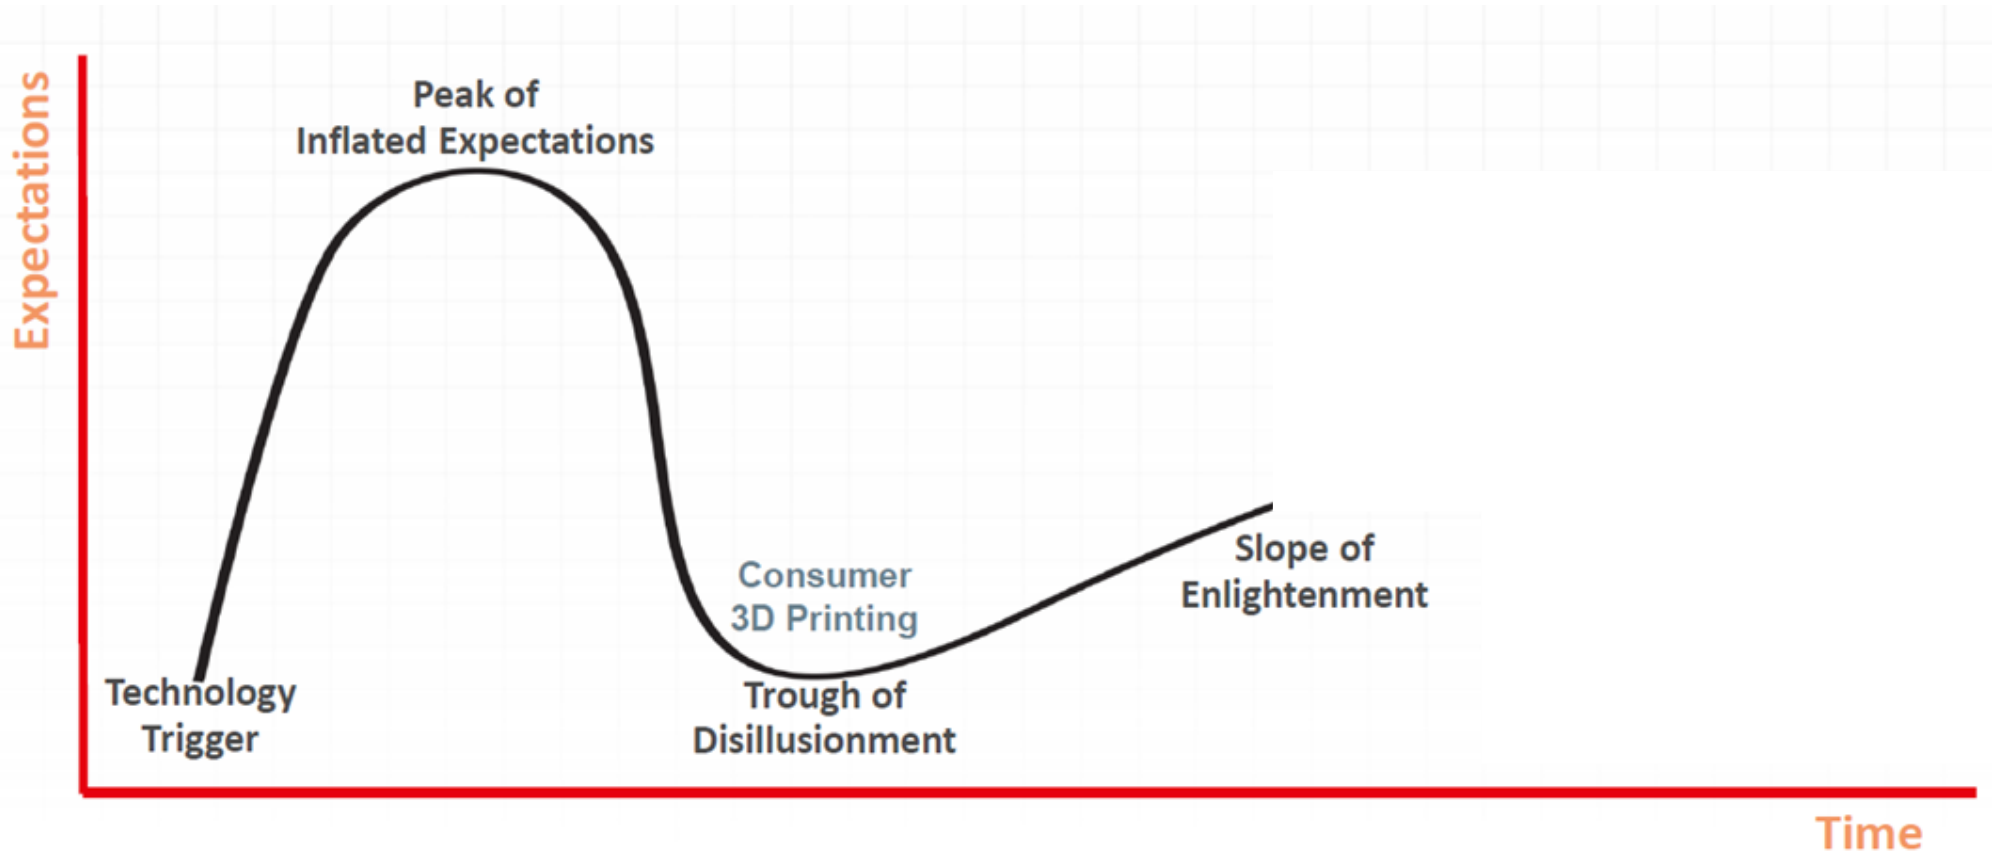 Expectations
Peak of
Inflated Expectations
Consumer
3D Printing
Slope of
Enlightenment
Technology
Trigger
Trough of
Disillusionment
Time